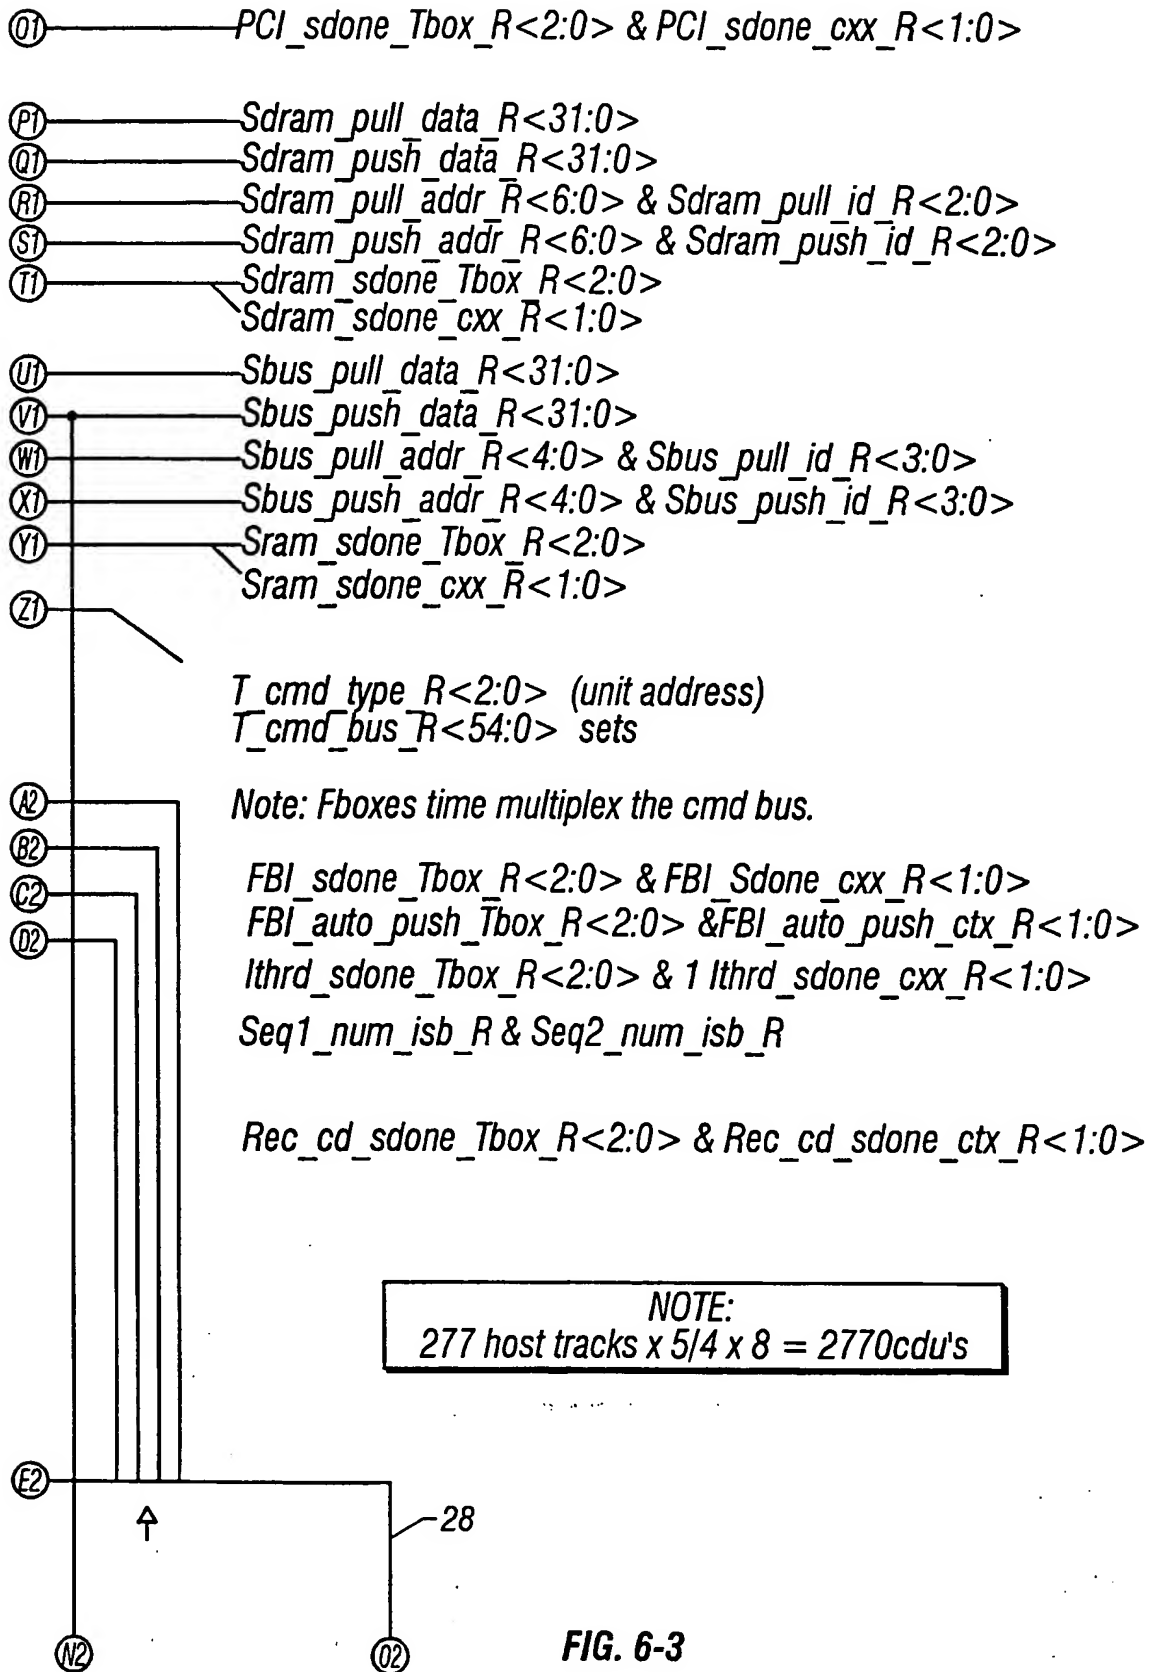 O1 PCI_sdone_Tbox_R<2:0> & PCI_sdone_cxx_R<1:0>
P1 Sdram_pull_data_R<31:0>
Q1 Sdram_push_data_R<31:0>
R1 Sdram_pull_addr_R<6:0> & Sdram_pull_id_R<2:0>
S1 Sdram_push_addr_R<6:0> & Sdram_push_id_R<2:0>
T1 Sdram_sdone_Tbox_R<2:0>
Sdram_sdone_cxx_R<1:0>
U1 Sbus_pull_data_R<31:0>
V1 Sbus_push_data_R<31:0>
W1 Sbus_pull_addr_R<4:0> & Sbus_pull_id_R<3:0>
X1 Sbus_push_addr_R<4:0> & Sbus_push_id_R<3:0>
Y1 Sram_sdone_Tbox_R<2:0>
Sram_sdone_cxx_R<1:0>
Z1
T_cmd_type_R<2:0> (unit address)
T_cmd_bus_R<54:0> sets
A2 Note: Fboxes time multiplex the cmd bus.
B2
C2 FBI_sdone_Tbox_R<2:0> & FBI_Sdone_cxx_R<1:0>
D2 FBI_auto_push_Tbox_R<2:0> &FBI_auto_push_ctx_R<1:0>
Ithrd_sdone_Tbox_R<2:0> & 1 Ithrd_sdone_cxx_R<1:0>
Seq1_num_isb_R & Seq2_num_isb_R
Rec_cd_sdone_Tbox_R<2:0> & Rec_cd_sdone_ctx_R<1:0>
NOTE:
277 host tracks x 5/4 x 8 = 2770cdu's
E2
28
N2 O2 FIG. 6-3